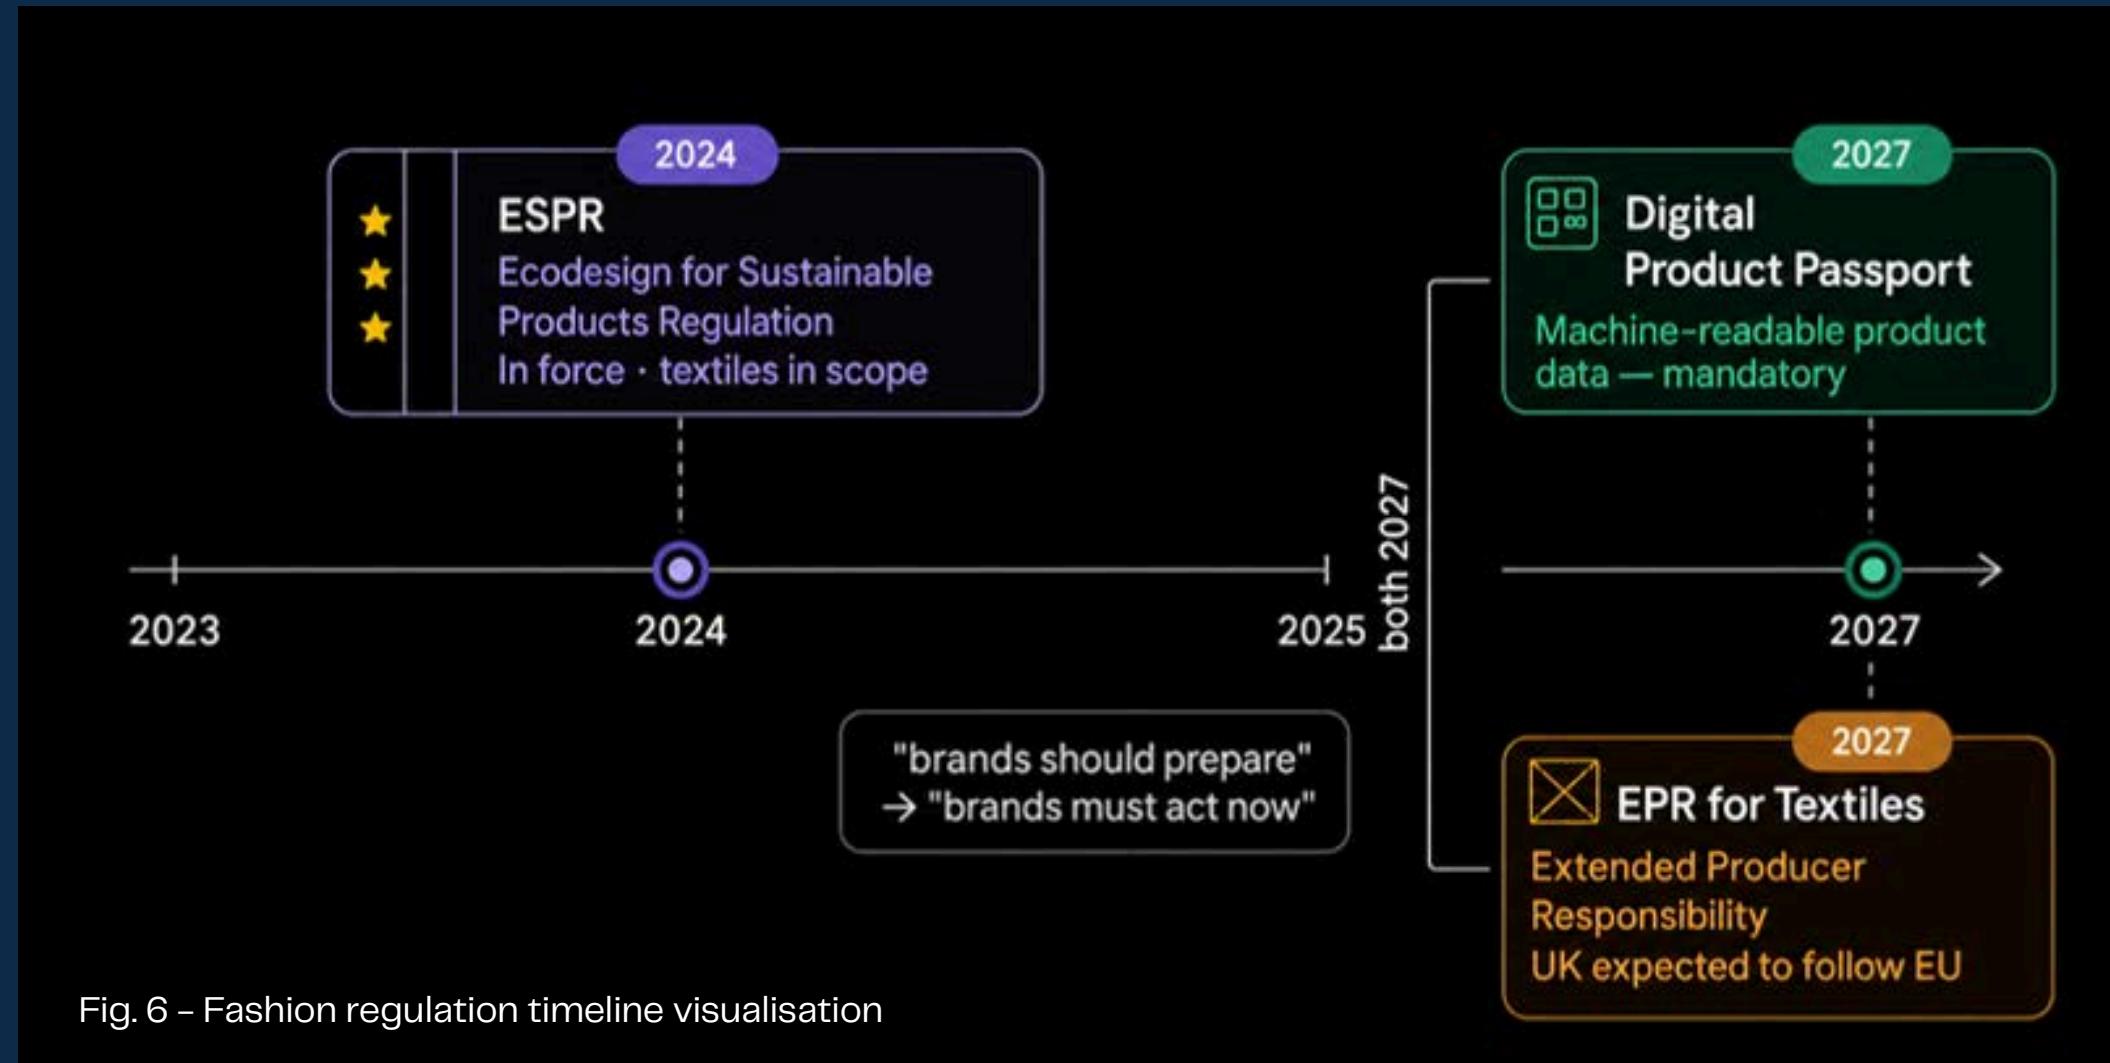 2024
ESPR
Ecodesign for Sustainable
Products Regulation
In force · textiles in scope
2027
Digital
Product Passport
Machine-readable product
data — mandatory
2023
2024
2025
both 2027
2027
"brands should prepare"
→ "brands must act now"
2027
EPR for Textiles
Extended Producer
Responsibility
UK expected to follow EU
Fig. 6 – Fashion regulation timeline visualisation